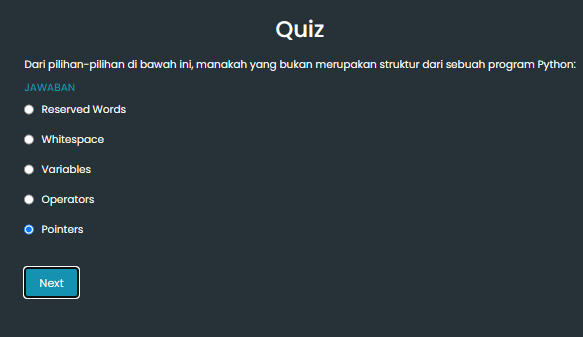 Quiz
Dari pilihan-pilihan di bawah ini, manakah yang bukan merupakan struktur dari sebuah program Python:
JAWABAN
Reserved Words
Whitespace
Variables
Operators
Pointers
Next